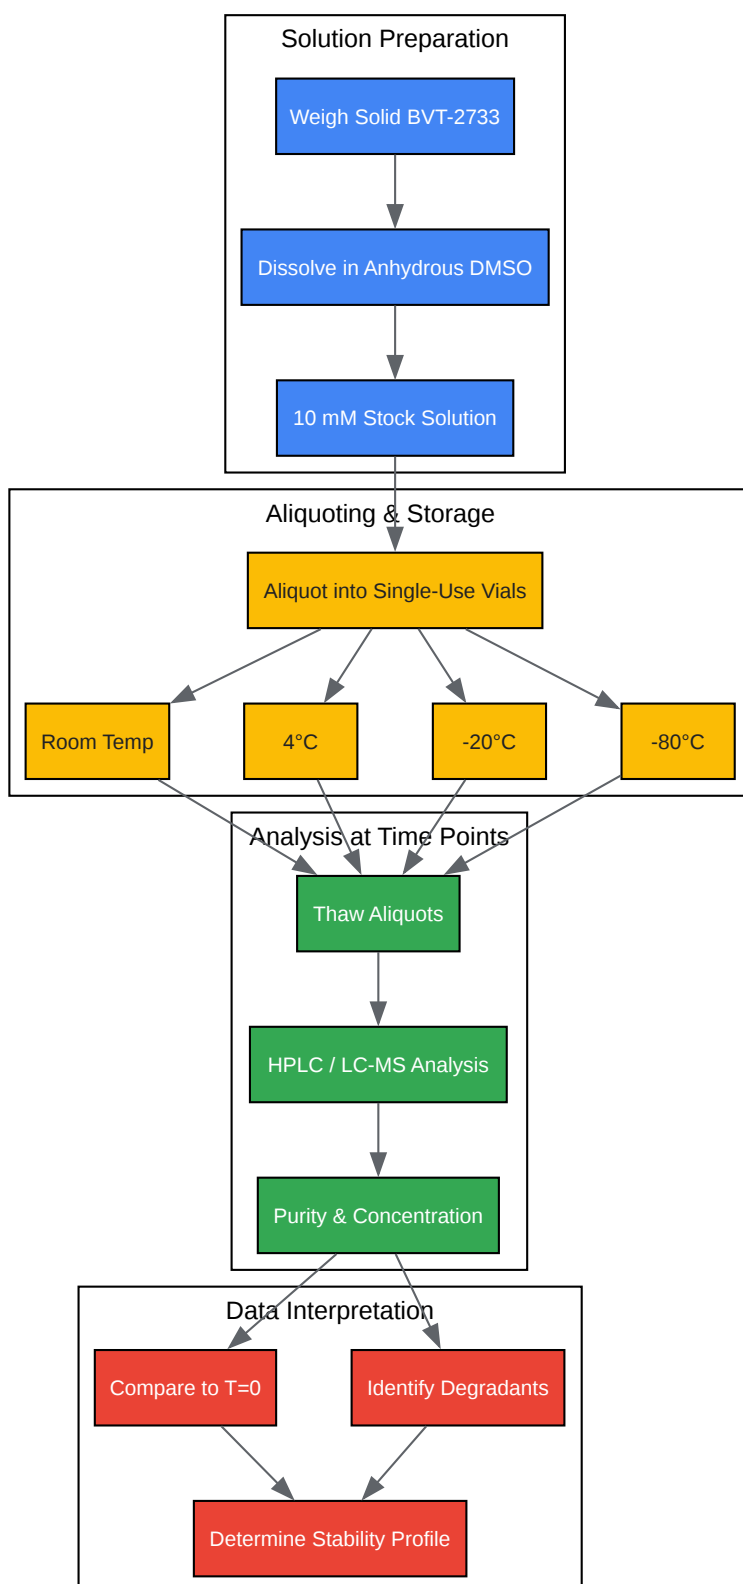 Solution Preparation
Weigh Solid BVT-2733
Dissolve in Anhydrous DMSO
10 mM Stock Solution
Aliquoting & Storage
Aliquot into Single-Use Vials
Room Temp
4°C
-20°C
-80°C
Analysis at Time Points
Thaw Aliquots
HPLC / LC-MS Analysis
Purity & Concentration
Data Interpretation
Compare to T=0
Identify Degradants
Determine Stability Profile